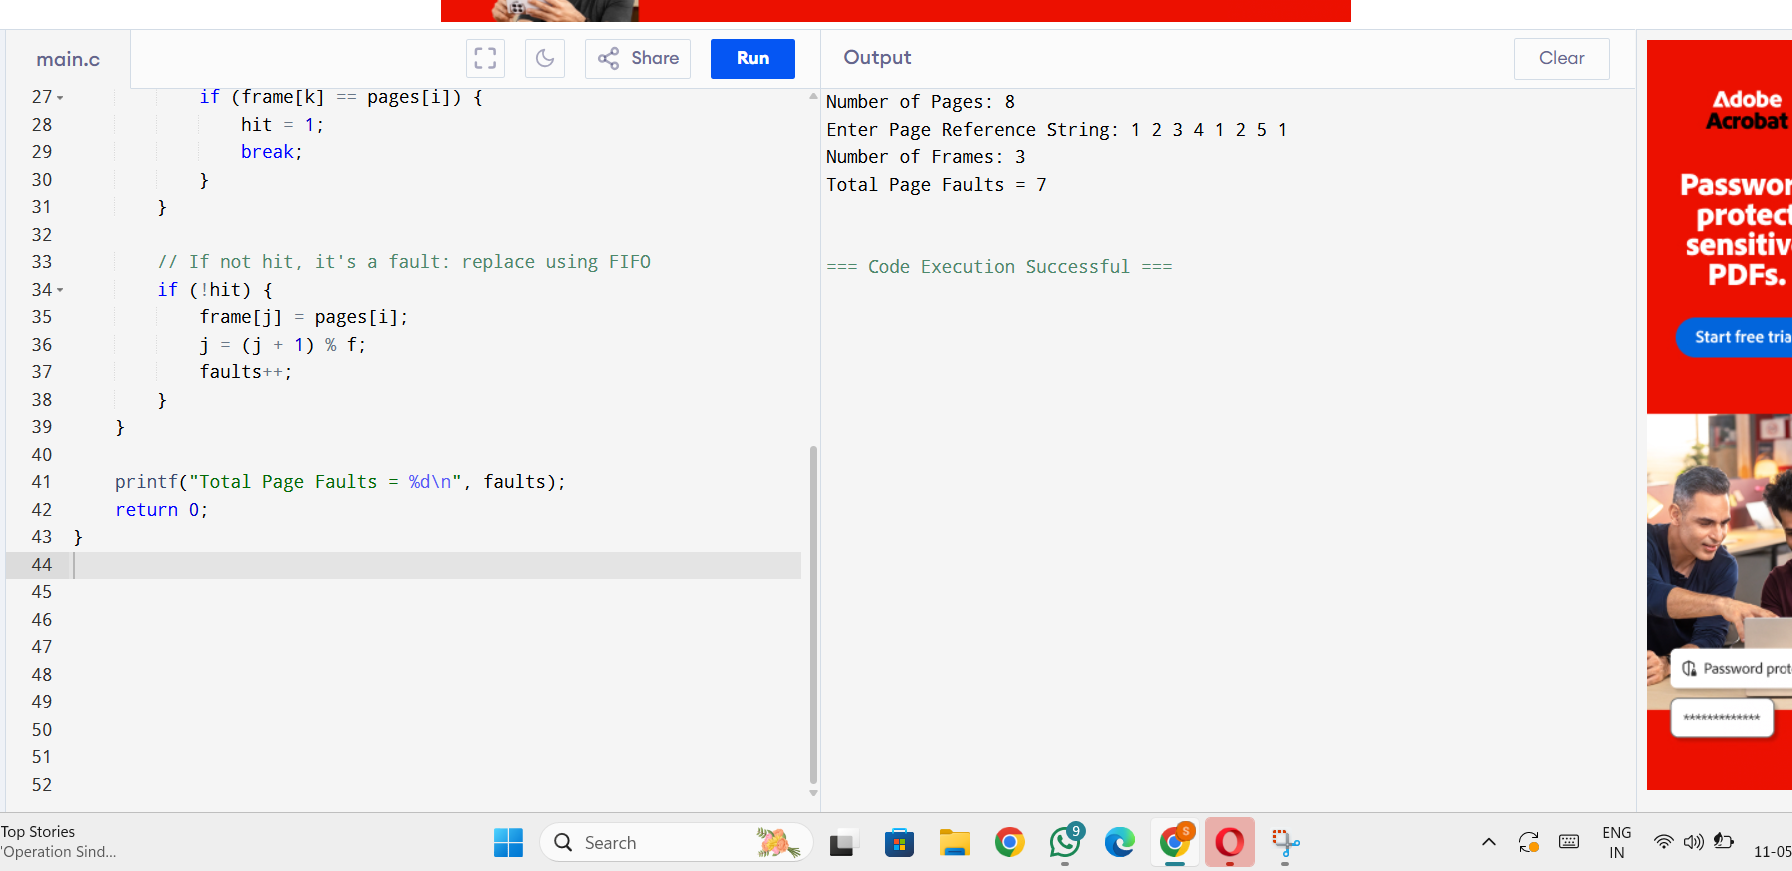 main.c
Share
Run
Output
Clear
27 if (frame[k] == pages[i]) {
28 hit = 1;
29 break;
30 }
31 }
32
33 // If not hit, it's a fault: replace using FIFO
34 if (!hit) {
35 frame[j] = pages[i];
36 j = (j + 1) % f;
37 faults++;
38 }
39 }
40
41 printf("Total Page Faults = %d\n", faults);
42 return 0;
43 }
44
45
46
47
48
49
50
51
52
Number of Pages: 8
Enter Page Reference String: 1 2 3 4 1 2 5 1
Number of Frames: 3
Total Page Faults = 7
=== Code Execution Successful ===
Adobe
Acrobat
Passwor
protect
sensitiv
PDFs.
Start free tria
Password prot
*************
Top Stories
'Operation Sind...
Search
9
S
ENG
IN
11-05